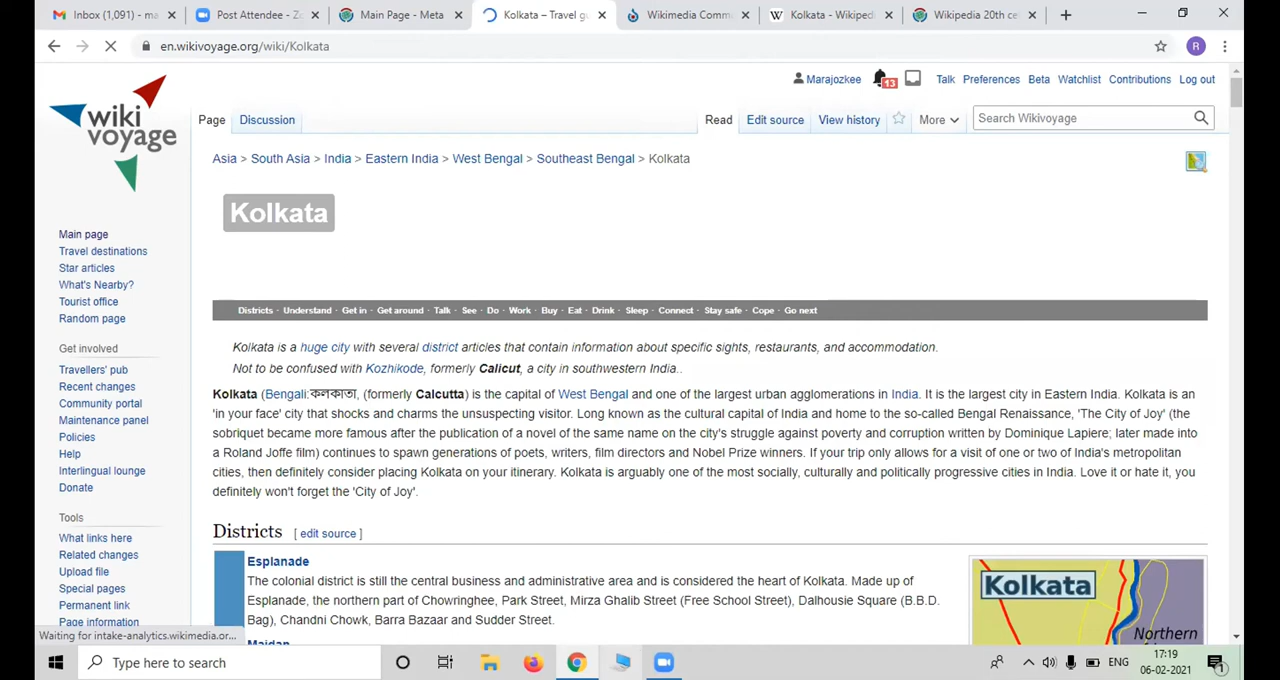 Inbox (1,091) - ma
Post Attendee - Zo
Main Page - Meta
Kolkata – Travel gu
Wikimedia Comm
Kolkata - Wikiped
Wikipedia 20th ce
en.wikivoyage.org/wiki/Kolkata
R
Marajozkee 13 Talk Preferences Beta Watchlist Contributions Log out
wiki
voyage
Page Discussion Read Edit source View history More Search Wikivoyage
Asia > South Asia > India > Eastern India > West Bengal > Southeast Bengal > Kolkata
Kolkata
Main page
Travel destinations
Star articles
What's Nearby?
Tourist office
Random page
Get involved
Travellers' pub
Recent changes
Community portal
Maintenance panel
Policies
Help
Interlingual lounge
Donate
Tools
What links here
Related changes
Upload file
Special pages
Permanent link
Page information
Districts · Understand · Get in · Get around · Talk · See · Do · Work · Buy · Eat · Drink · Sleep · Connect · Stay safe · Cope · Go next
Kolkata is a huge city with several district articles that contain information about specific sights, restaurants, and accommodation.
Not to be confused with Kozhikode, formerly Calicut, a city in southwestern India..
Kolkata (Bengali:কলকাতা, (formerly Calcutta) is the capital of West Bengal and one of the largest urban agglomerations in India. It is the largest city in Eastern India. Kolkata is an
'in your face' city that shocks and charms the unsuspecting visitor. Long known as the cultural capital of India and home to the so-called Bengal Renaissance, 'The City of Joy' (the
sobriquet became more famous after the publication of a novel of the same name on the city's struggle against poverty and corruption written by Dominique Lapiere; later made into
a Roland Joffe film) continues to spawn generations of poets, writers, film directors and Nobel Prize winners. If your trip only allows for a visit of one or two of India's metropolitan
cities, then definitely consider placing Kolkata on your itinerary. Kolkata is arguably one of the most socially, culturally and politically progressive cities in India. Love it or hate it, you
definitely won't forget the 'City of Joy'.
Districts [ edit source ]
Esplanade
The colonial district is still the central business and administrative area and is considered the heart of Kolkata. Made up of
Esplanade, the northern part of Chowringhee, Park Street, Mirza Ghalib Street (Free School Street), Dalhousie Square (B.B.D.
Bag), Chandni Chowk, Barra Bazaar and Sudder Street.
Maidan
Kolkata
Northern
Waiting for intake-analytics.wikimedia.or...
Type here to search
ENG
17:19
06-02-2021
1